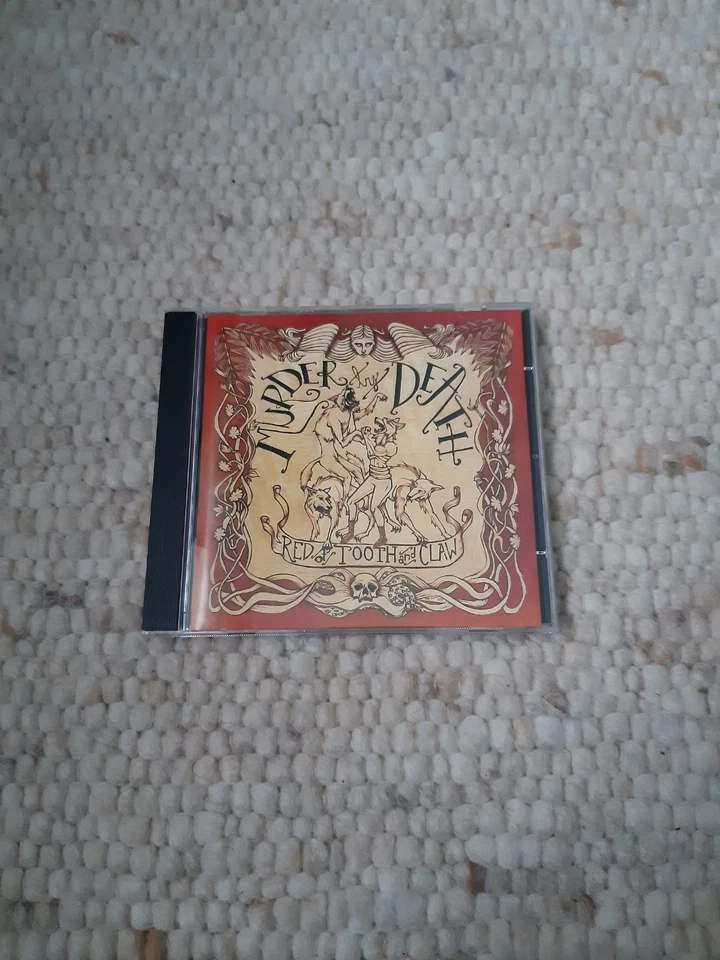 MURDER By DEATH
RED of TOOTH and CLAW